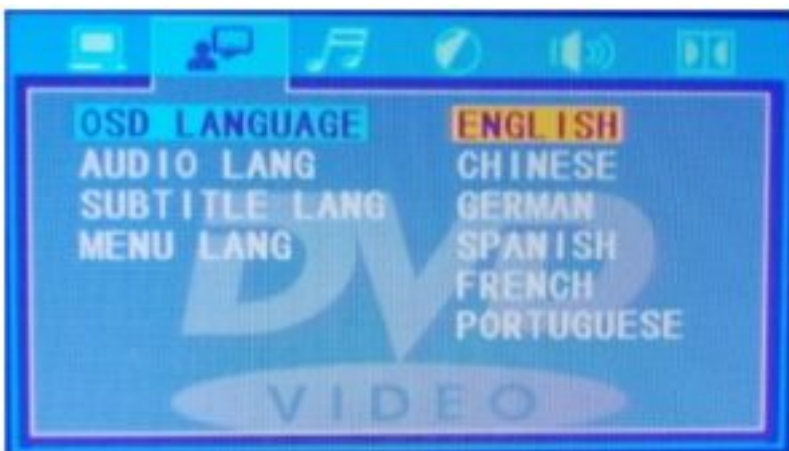 OSD LANGUAGE ENGLISH
AUDIO LANG CHINESE
SUBTITLE LANG GERMAN
MENU LANG SPANISH
FRENCH
PORTUGUESE
DVD
VIDEO